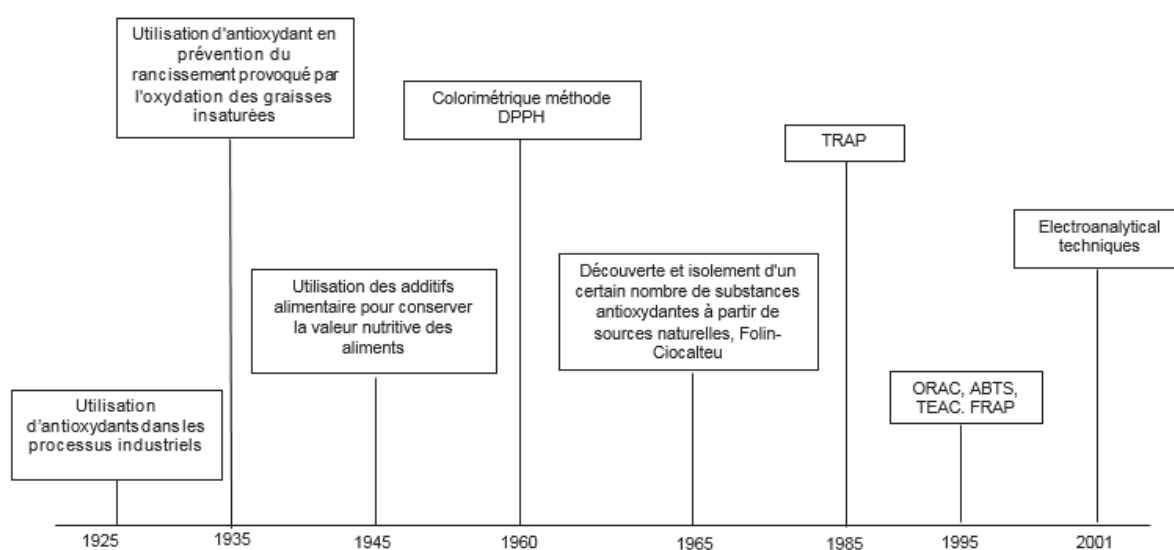 Utilisation d'antioxydant en
prévention du
rancissement provoqué par
l'oxydation des graisses
insaturées
Colorimétrique méthode
DPPH
TRAP
Electroanalytical
techniques
Utilisation des additifs
alimentaire pour conserver
la valeur nutritive des
aliments
Découverte et isolement d'un
certain nombre de substances
antioxydantes à partir de
sources naturelles, Folin-
Ciocalteu
Utilisation
d'antioxydants dans les
processus industriels
ORAC, ABTS,
TEAC. FRAP
1925
1935
1945
1960
1965
1985
1995
2001